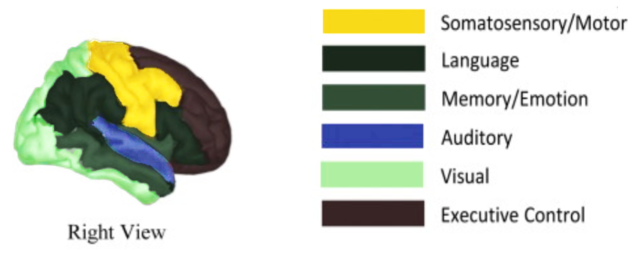 Somatosensory/Motor
Language
Memory/Emotion
Auditory
Visual
Executive Control
Right View